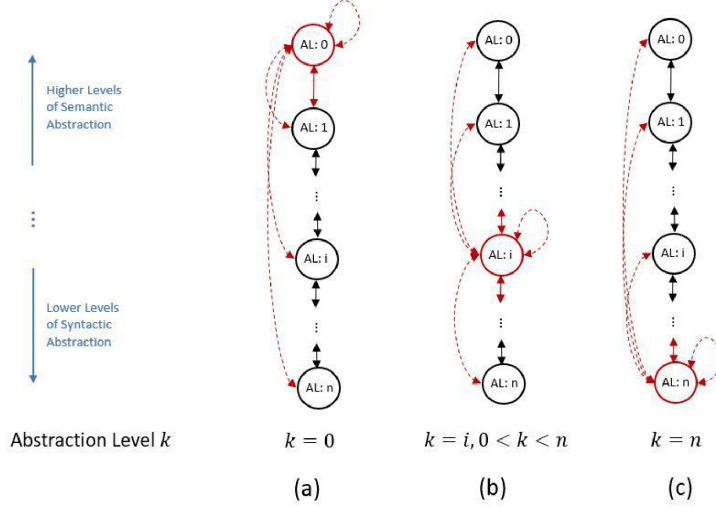 Higher Levels
of Semantic
Abstraction
...
Lower Levels
of Syntactic
Abstraction
AL: 0
AL: 1
...
AL: i
...
AL: n
AL: 0
AL: 1
...
AL: i
...
AL: n
AL: 0
AL: 1
...
AL: i
...
AL: n
Abstraction Level k
k = 0
k = i, 0 < k < n
k = n
(a)
(b)
(c)